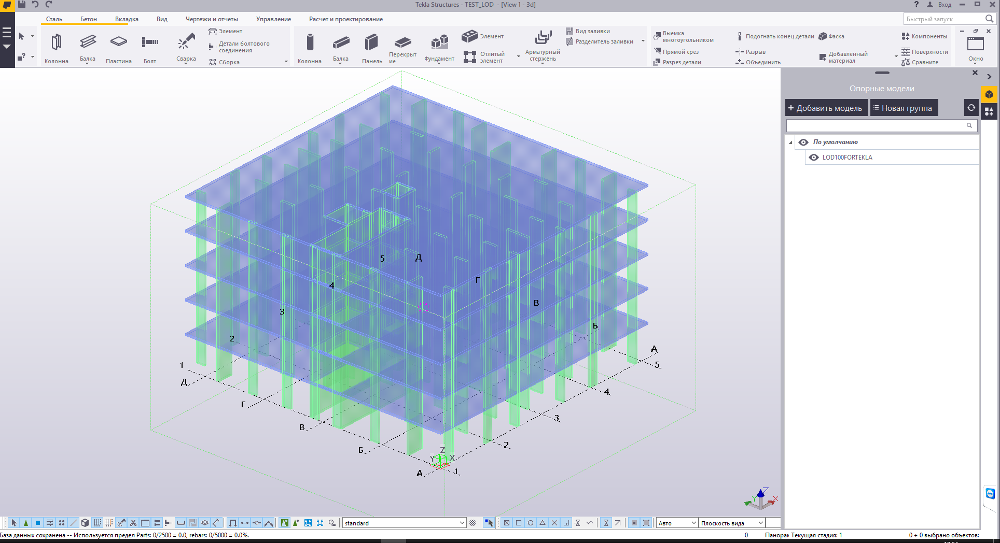 Tekla Structures - TEST_LOD - [View 1 - 3d]
? Вход
Сталь Бетон Вкладка Вид Чертежи и отчеты Управление Расчет и проектирование
Быстрый запуск
Колонна
Балка
Пластина
Болт
Сварка
Элемент
Детали болтового
соединения
Сборка
Колонна
Балка
Панель
Перекрыт
ие
Фундамент
Элемент
Отлитый
элемент
Арматурный
стержень
Вид заливки
Разделитель заливки
Выемка
многоугольником
Прямой срез
Разрез детали
Подогнать конец детали
Разрыв
Объединить
Фаска
Добавленный
материал
Компоненты
Поверхности
Сравните
Окно
Опорные модели
+ Добавить модель
Новая группа
По умолчанию
LOD100FORTEKLA
5
Д
Г
4
В
3
Б
2
А
5
1
Д
4
Г
3
В
2
Б
Z
Y
X
А
1
Z
Y
X
standard
Авто
Плоскость вида
База данных сохранена -- Используется предел Parts: 0/2500 = 0.0, rebars: 0/5000 = 0.0%.
0
Панорам
Текущая стадия: 1
0 + 0 выбрано объектов: